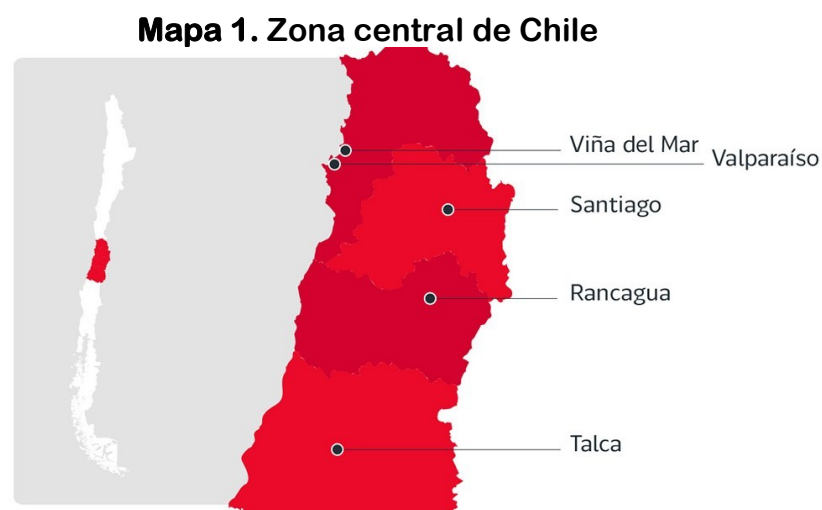 Mapa 1. Zona central de Chile
Viña del Mar
Valparaíso
Santiago
Rancagua
Talca